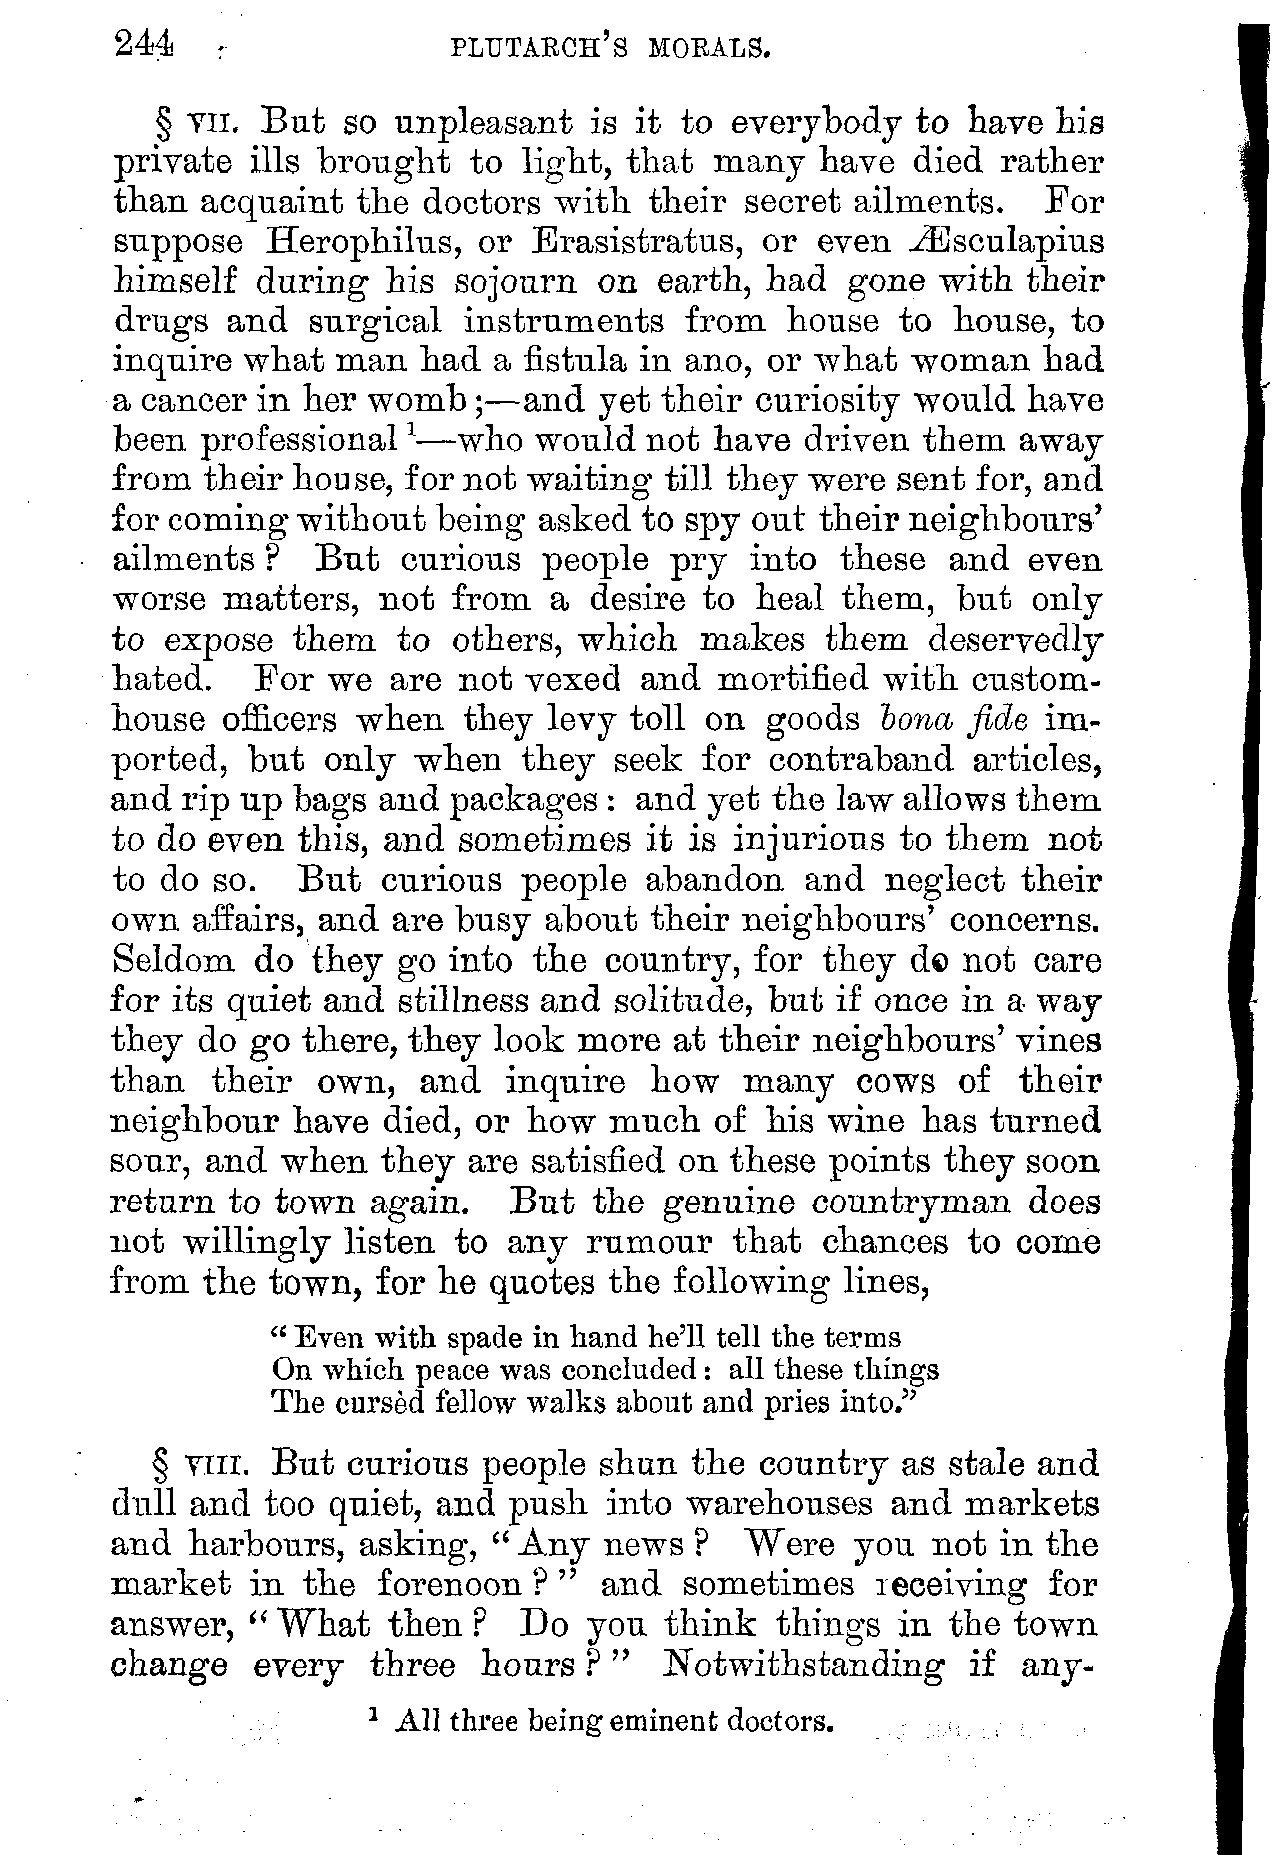 244 PLUTARCH'S MORALS.
§ VII. But so unpleasant is it to everybody to have his
private ills brought to light, that many have died rather
than acquaint the doctors with their secret ailments. For
suppose Herophilus, or Erasistratus, or even Æsculapius
himself during his sojourn on earth, had gone with their
drugs and surgical instruments from house to house, to
inquire what man had a fistula in ano, or what woman had
a cancer in her womb;—and yet their curiosity would have
been professional ¹—who would not have driven them away
from their house, for not waiting till they were sent for, and
for coming without being asked to spy out their neighbours'
ailments? But curious people pry into these and even
worse matters, not from a desire to heal them, but only
to expose them to others, which makes them deservedly
hated. For we are not vexed and mortified with custom-
house officers when they levy toll on goods bona fide im-
ported, but only when they seek for contraband articles,
and rip up bags and packages: and yet the law allows them
to do even this, and sometimes it is injurious to them not
to do so. But curious people abandon and neglect their
own affairs, and are busy about their neighbours' concerns.
Seldom do they go into the country, for they do not care
for its quiet and stillness and solitude, but if once in a way
they do go there, they look more at their neighbours' vines
than their own, and inquire how many cows of their
neighbour have died, or how much of his wine has turned
sour, and when they are satisfied on these points they soon
return to town again. But the genuine countryman does
not willingly listen to any rumour that chances to come
from the town, for he quotes the following lines,
"Even with spade in hand he'll tell the terms
On which peace was concluded: all these things
The cursèd fellow walks about and pries into."
§ VIII. But curious people shun the country as stale and
dull and too quiet, and push into warehouses and markets
and harbours, asking, "Any news? Were you not in the
market in the forenoon?" and sometimes receiving for
answer, "What then? Do you think things in the town
change every three hours?" Notwithstanding if any-
¹ All three being eminent doctors.